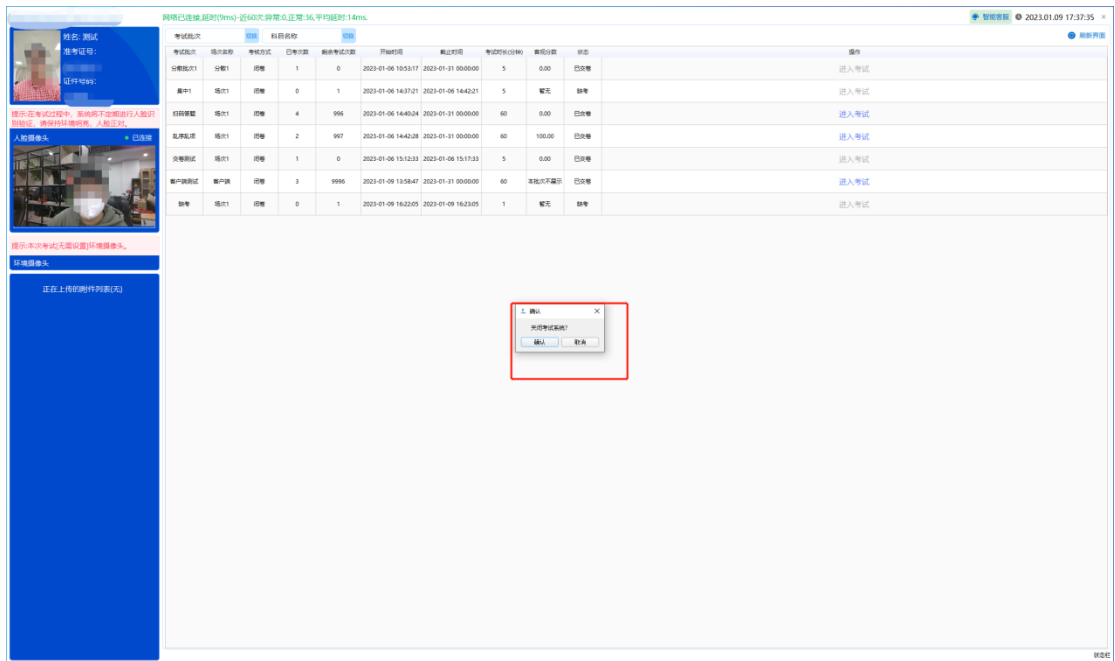 网络已连接,延时(9ms)-近60次:异常:0,正常:36,平均延时:14ms.
智能客服 2023.01.09 17:37:35 ×
姓名: 测试
准考证号:
证件号码:
提示:在考试过程中，系统将不定期进行人脸识别验证，请保持环境明亮，人脸正对。
人脸摄像头 已连接
提示:本次考试[无需设置]环境摄像头。
环境摄像头
正在上传的附件列表(无)
考试批次 切换 科目名称 切换 刷新界面
考试批次 场次名称 考核方式 已考次数 剩余考试次数 开始时间 截止时间 考试时长(分钟) 客观分数 状态 操作
分散批次1 分散1 闭卷 1 0 2023-01-06 10:53:17 2023-01-31 00:00:00 5 0.00 已交卷 进入考试
集中1 场次1 闭卷 0 1 2023-01-06 14:37:21 2023-01-06 14:42:21 5 暂无 缺考 进入考试
扫码答题 场次1 闭卷 4 996 2023-01-06 14:40:24 2023-01-31 00:00:00 60 0.00 已交卷 进入考试
乱序乱项 场次1 闭卷 2 997 2023-01-06 14:42:28 2023-01-31 00:00:00 60 100.00 已交卷 进入考试
交卷测试 场次1 闭卷 1 0 2023-01-06 15:12:33 2023-01-06 15:17:33 5 0.00 已交卷 进入考试
客户端测试 客户端 闭卷 3 9996 2023-01-09 13:58:47 2023-01-31 00:00:00 60 本批次不展示 已交卷 进入考试
缺考 场次1 闭卷 0 1 2023-01-09 16:22:05 2023-01-09 16:23:05 1 暂无 缺考 进入考试
确认 ×
关闭考试系统?
确认 取消
状态栏